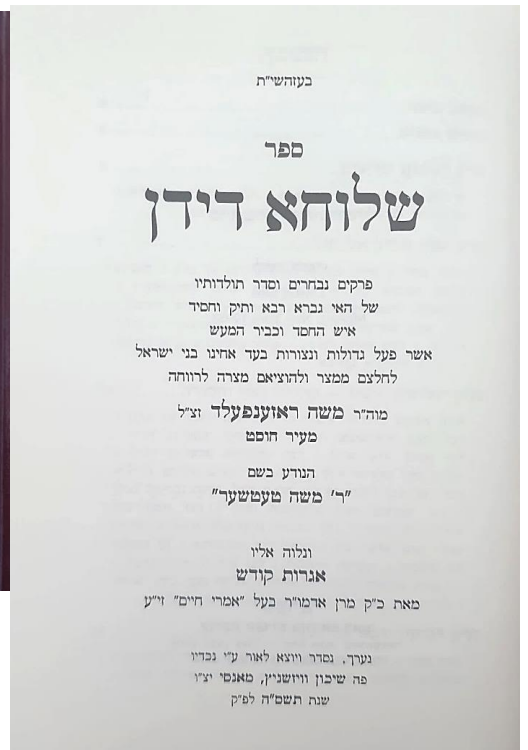 בעזהשי״ת
ספר
שלוחא דידן
פרקים נבחרים וסדר תולדותיו
של האי גברא רבא ותיק וחסיד
איש החסד וכביר המעש
אשר פעל גדולות ונצורות בעד אחינו בני ישראל
לחלצם ממצר ולהוציאם מצרה לרווחה
מוה״ר משה ראזענפעלד זצ״ל
מעיר חוסט
הנודע בשם
״ר׳ משה טעטשער״
ונלוה אליו
אגרות קודש
מאת כ״ק מרן אדמו״ר בעל ״אמרי חיים״ זי״ע
נערך, נסדר ויוצא לאור ע״י נכדיו
פה שיכון וויזשניץ, מאנסי יצ״ו
שנת תשס״ה לפ״ק